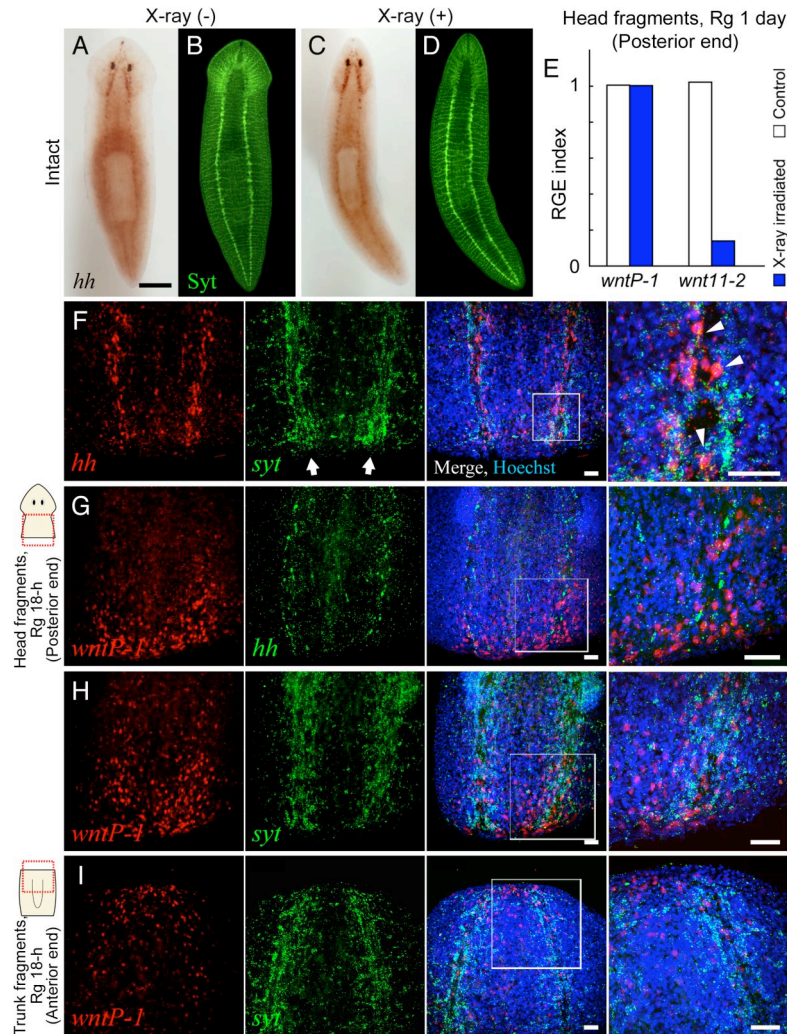 X-ray (-)
X-ray (+)
Head fragments, Rg 1 day
(Posterior end)
A
B
C
D
E
Intact
hh
Syt
RGE index
1
0
wntP-1
wnt11-2
Control
X-ray irradiated
F
hh
syt
Merge, Hoechst
Head fragments,
Rg 18-h
(Posterior end)
G
wntP-1
hh
H
wntP-1
syt
Trunk fragments,
Rg 18-h
(Anterior end)
I
wntP-1
syt